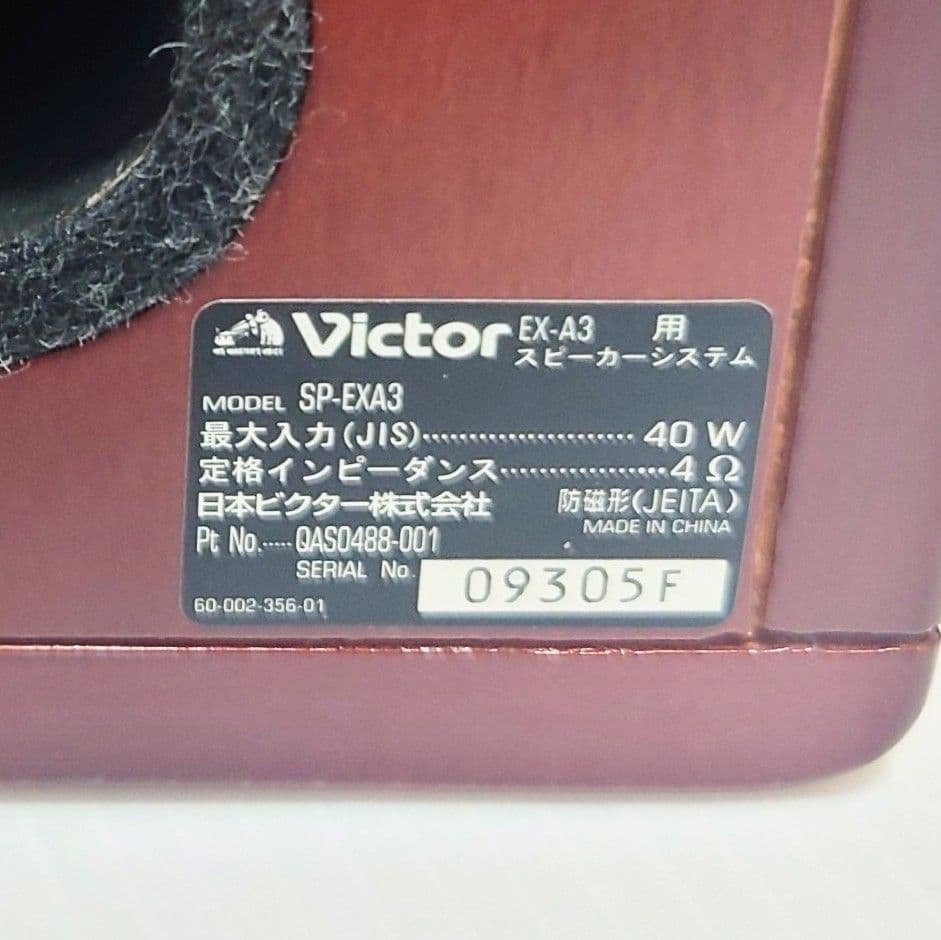 HIS MASTER'S VOICE
Victor EX-A3 用
スピーカーシステム
MODEL SP-EXA3
最大入力(JIS)...................... 40 W
定格インピーダンス.................4 Ω
日本ビクター株式会社 防磁形(JEITA)
MADE IN CHINA
Pt No...... QAS0488-001
SERIAL No. 09305F
60-002-356-01